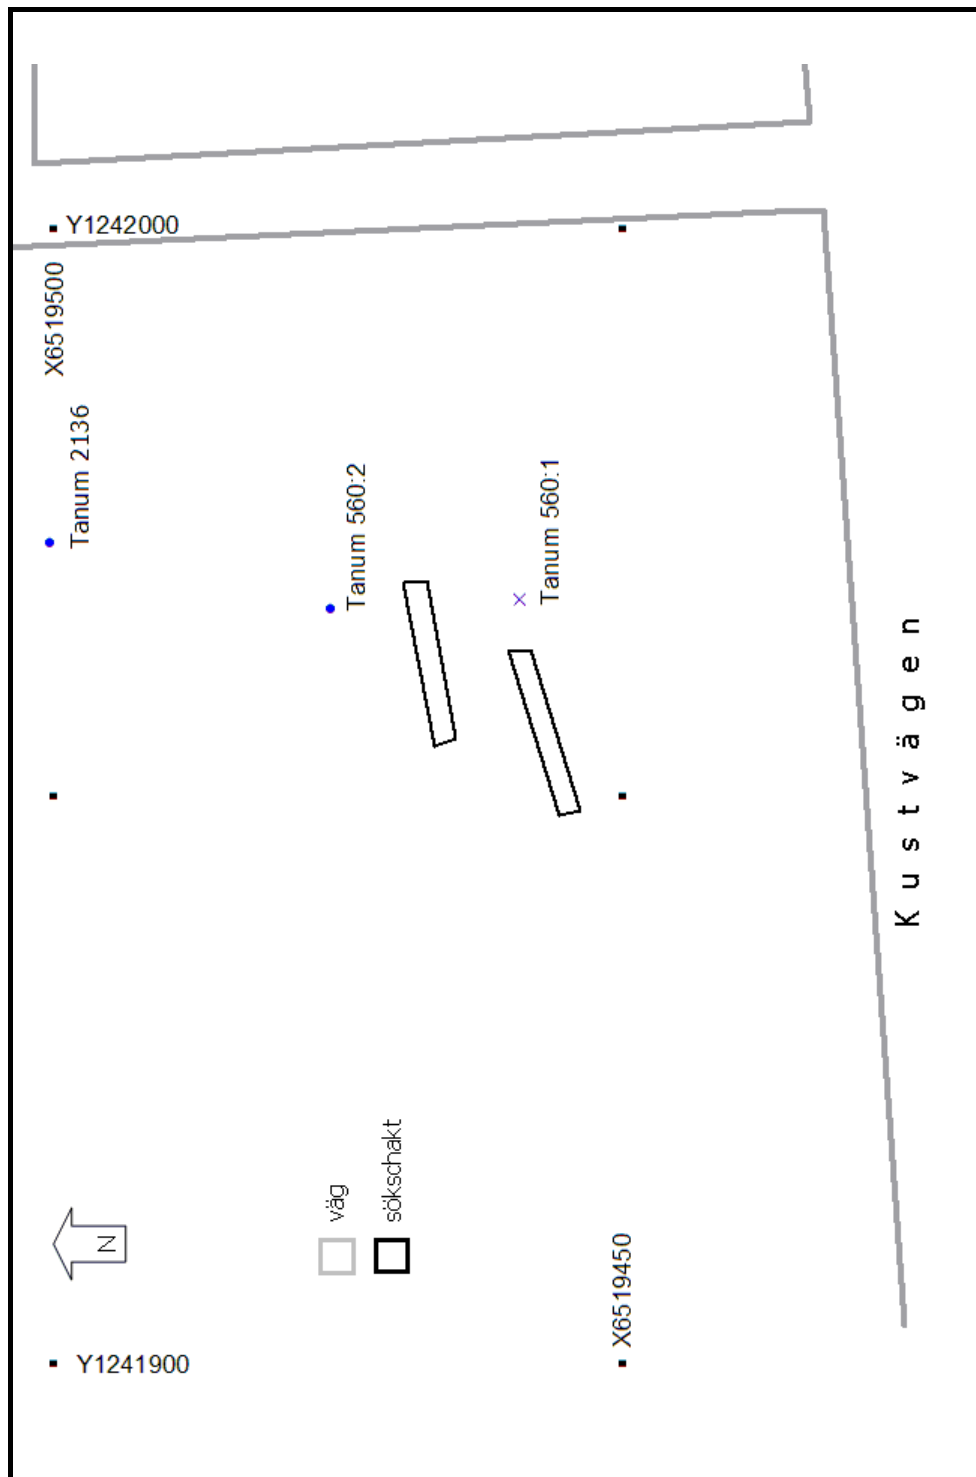 Y1242000
X6519500
Tanum 2136
Tanum 560:2
Tanum 560:1
Kustvägen
väg
sökschakt
N
X6519450
Y1241900